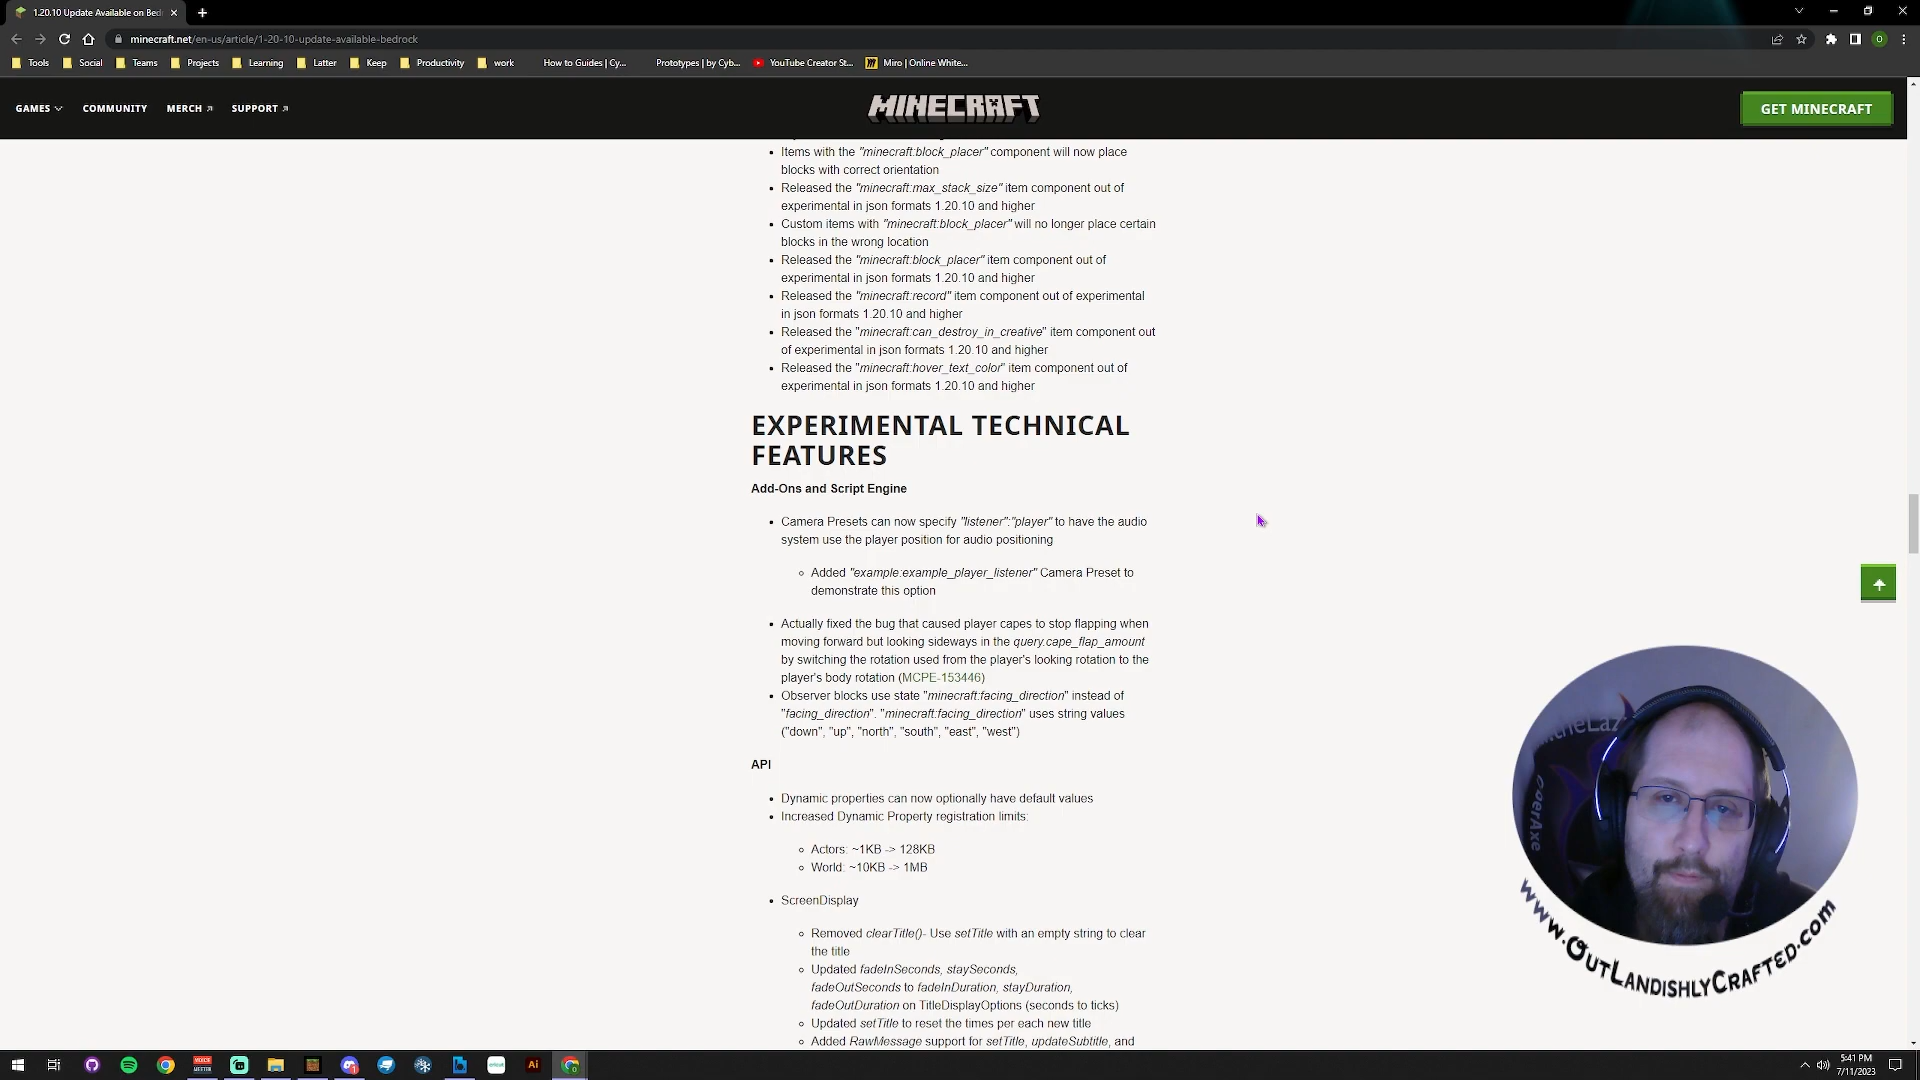 1.20.10 Update Available on Bed
minecraft.net/en-us/article/1-20-10-update-available-bedrock
Tools
Social
Teams
Projects
Learning
Latter
Keep
Productivity
work
How to Guides | Cy...
Prototypes | by Cyb...
YouTube Creator St...
Miro | Online White...
GAMES
COMMUNITY
MERCH
SUPPORT
MINECRAFT
GET MINECRAFT
Items with the "minecraft:block_placer" component will now place
blocks with correct orientation
Released the "minecraft:max_stack_size" item component out of
experimental in json formats 1.20.10 and higher
Custom items with "minecraft:block_placer" will no longer place certain
blocks in the wrong location
Released the "minecraft:block_placer" item component out of
experimental in json formats 1.20.10 and higher
Released the "minecraft:record" item component out of experimental
in json formats 1.20.10 and higher
Released the "minecraft:can_destroy_in_creative" item component out
of experimental in json formats 1.20.10 and higher
Released the "minecraft:hover_text_color" item component out of
experimental in json formats 1.20.10 and higher
EXPERIMENTAL TECHNICAL
FEATURES
Add-Ons and Script Engine
Camera Presets can now specify "listener":"player" to have the audio
system use the player position for audio positioning
Added "example:example_player_listener" Camera Preset to
demonstrate this option
Actually fixed the bug that caused player capes to stop flapping when
moving forward but looking sideways in the query.cape_flap_amount
by switching the rotation used from the player's looking rotation to the
player's body rotation (MCPE-153446)
Observer blocks use state "minecraft:facing_direction" instead of
"facing_direction". "minecraft:facing_direction" uses string values
("down", "up", "north", "south", "east", "west")
API
Dynamic properties can now optionally have default values
Increased Dynamic Property registration limits:
Actors: ~1KB -> 128KB
World: ~10KB -> 1MB
ScreenDisplay
Removed clearTitle()- Use setTitle with an empty string to clear
the title
Updated fadeInSeconds, staySeconds,
fadeOutSeconds to fadeInDuration, stayDuration,
fadeOutDuration on TitleDisplayOptions (seconds to ticks)
Updated setTitle to reset the times per each new title
Added RawMessage support for setTitle, updateSubtitle, and
www.OutLandishlyCrafted.com
Ai
5:41 PM
7/11/2023